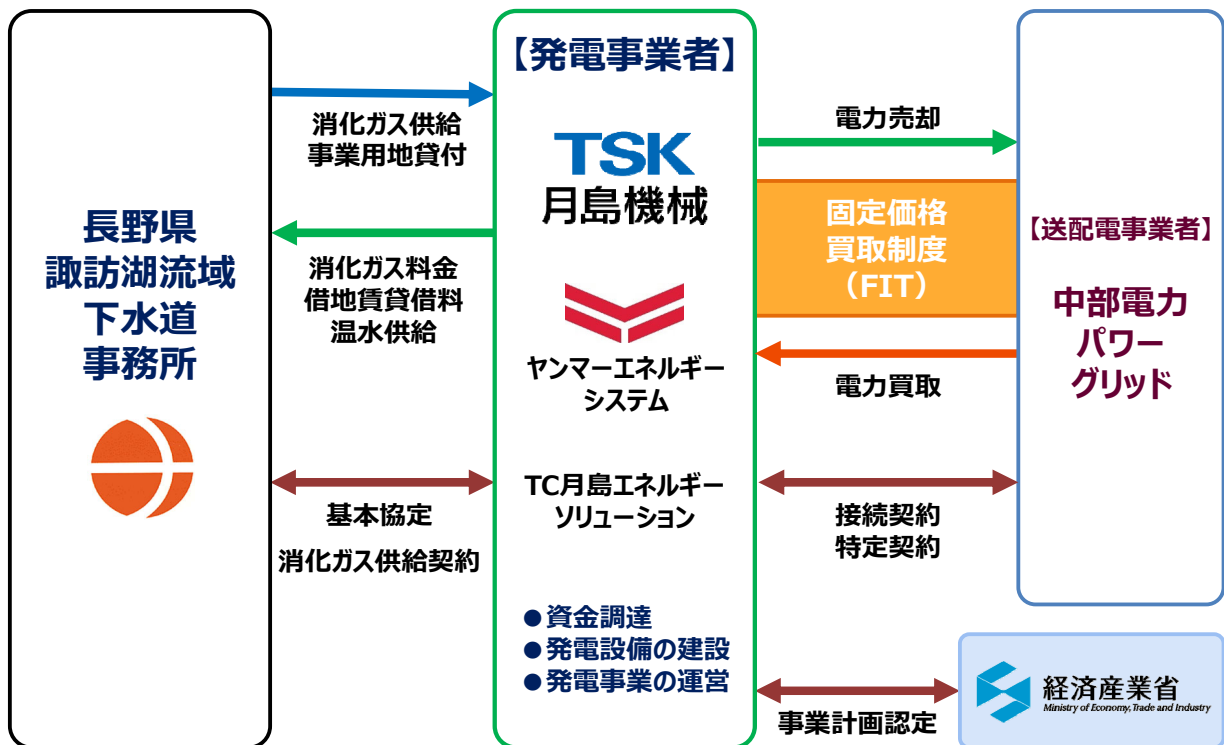 長野県
諏訪湖流域
下水道
事務所
消化ガス供給
事業用地貸付
消化ガス料金
借地賃貸借料
温水供給
基本協定
消化ガス供給契約
【発電事業者】
TSK
月島機械
ヤンマーエネルギー
システム
TC月島エネルギー
ソリューション
●資金調達
●発電設備の建設
●発電事業の運営
電力売却
固定価格
買取制度
（FIT）
電力買取
接続契約
特定契約
事業計画認定
【送配電事業者】
中部電力
パワー
グリッド
経済産業省
Ministry of Economy, Trade and Industry